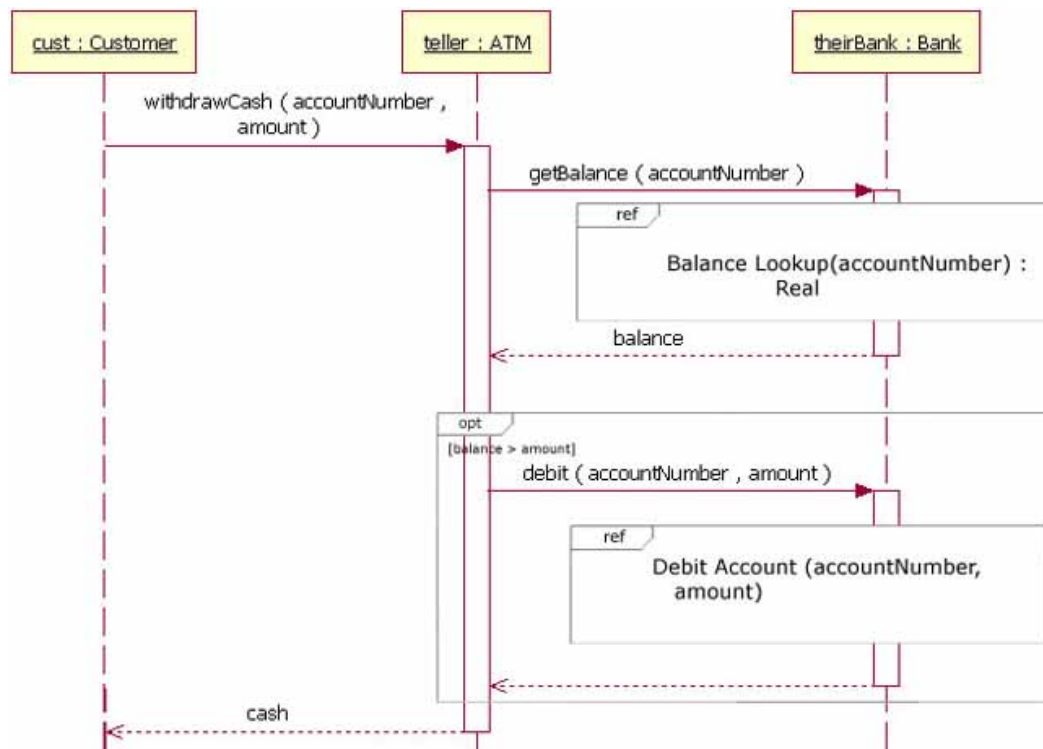 cust : Customer
teller : ATM
theirBank : Bank
withdrawCash ( accountNumber ,
amount )
getBalance ( accountNumber )
ref
Balance Lookup(accountNumber) :
Real
balance
opt
[balance > amount]
debit ( accountNumber , amount )
ref
Debit Account (accountNumber,
amount)
cash